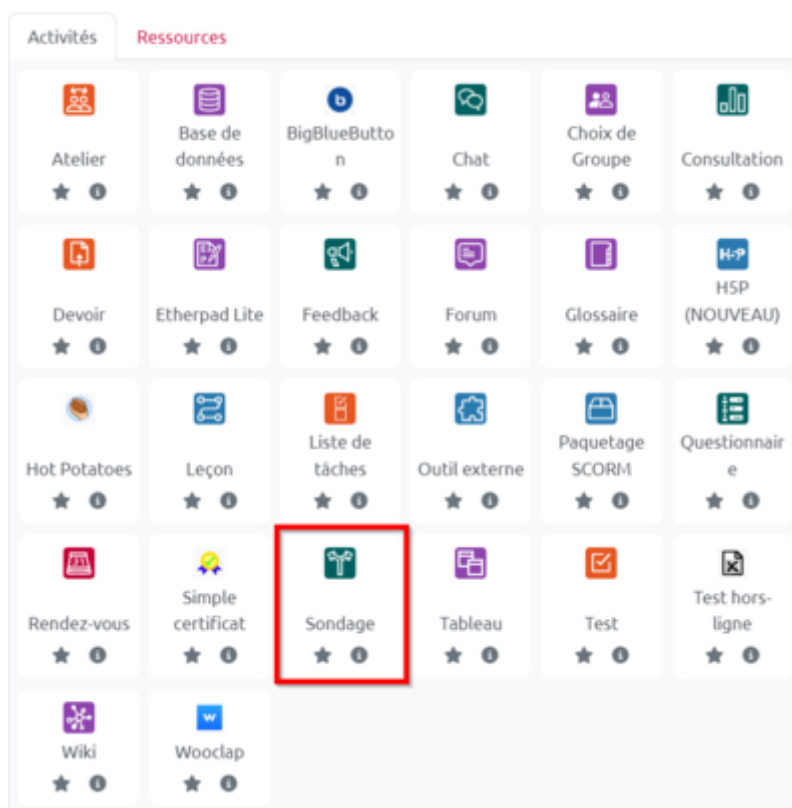 Activités Ressources
Atelier
Base de
données
BigBlueButto
n
Chat
Choix de
Groupe
Consultation
Devoir
Etherpad Lite
Feedback
Forum
Glossaire
H5P
H5P
(NOUVEAU)
Hot Potatoes
Leçon
Liste de
tâches
Outil externe
Paquetage
SCORM
Questionnair
e
Rendez-vous
Simple
certificat
Sondage
Tableau
Test
Test hors-
ligne
Wiki
w
Wooclap